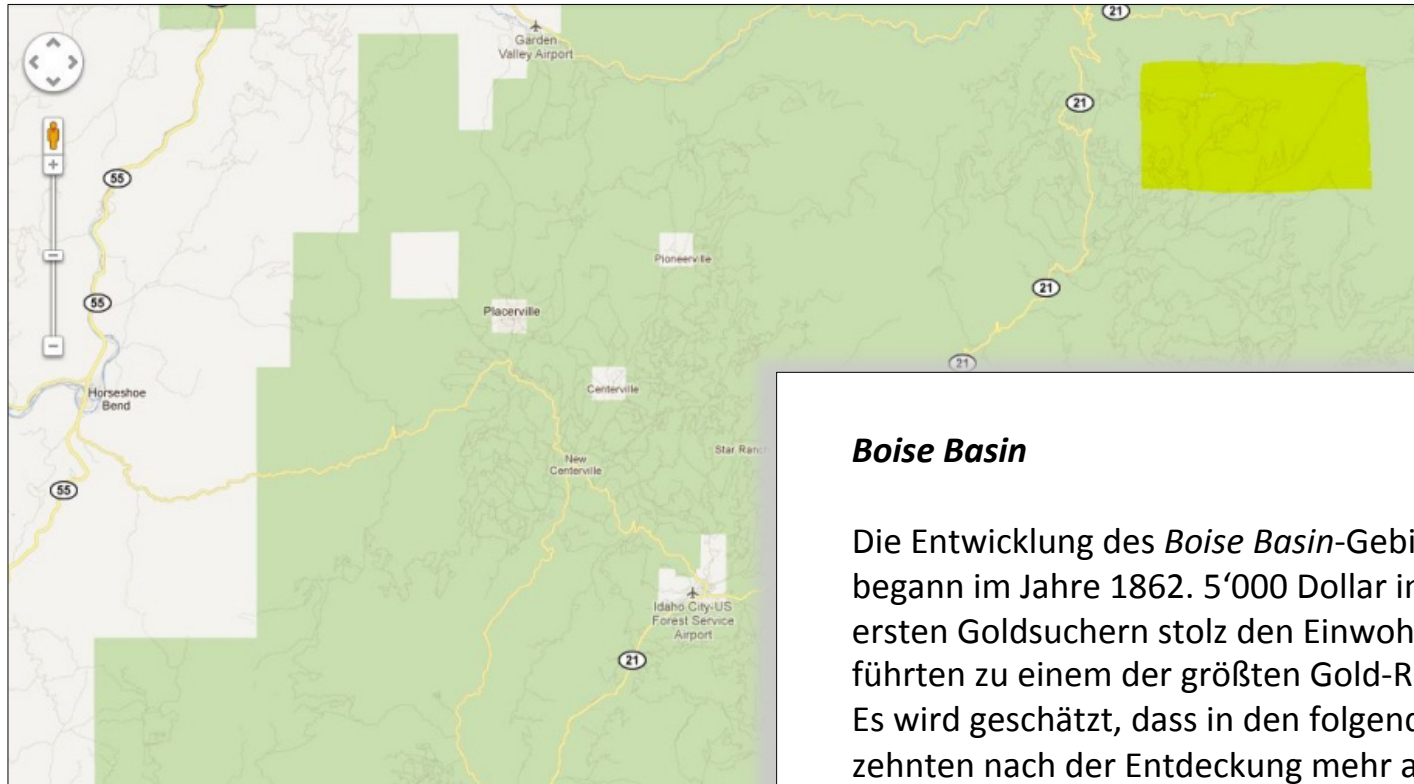 21
Garden
Valley Airport
21
55
Pioneerville
55
21
Placerville
21
Horseshoe
Bend
Centerville
Star Ranc
New
Centerville
55
Idaho City-US
Forest Service
Airport
21
Boise Basin
Die Entwicklung des Boise Basin-Gebi
begann im Jahre 1862. 5‘000 Dollar in
ersten Goldsuchern stolz den Einwoh
führten zu einem der größten Gold-R
Es wird geschätzt, dass in den folgend
zehnten nach der Entdeckung mehr a